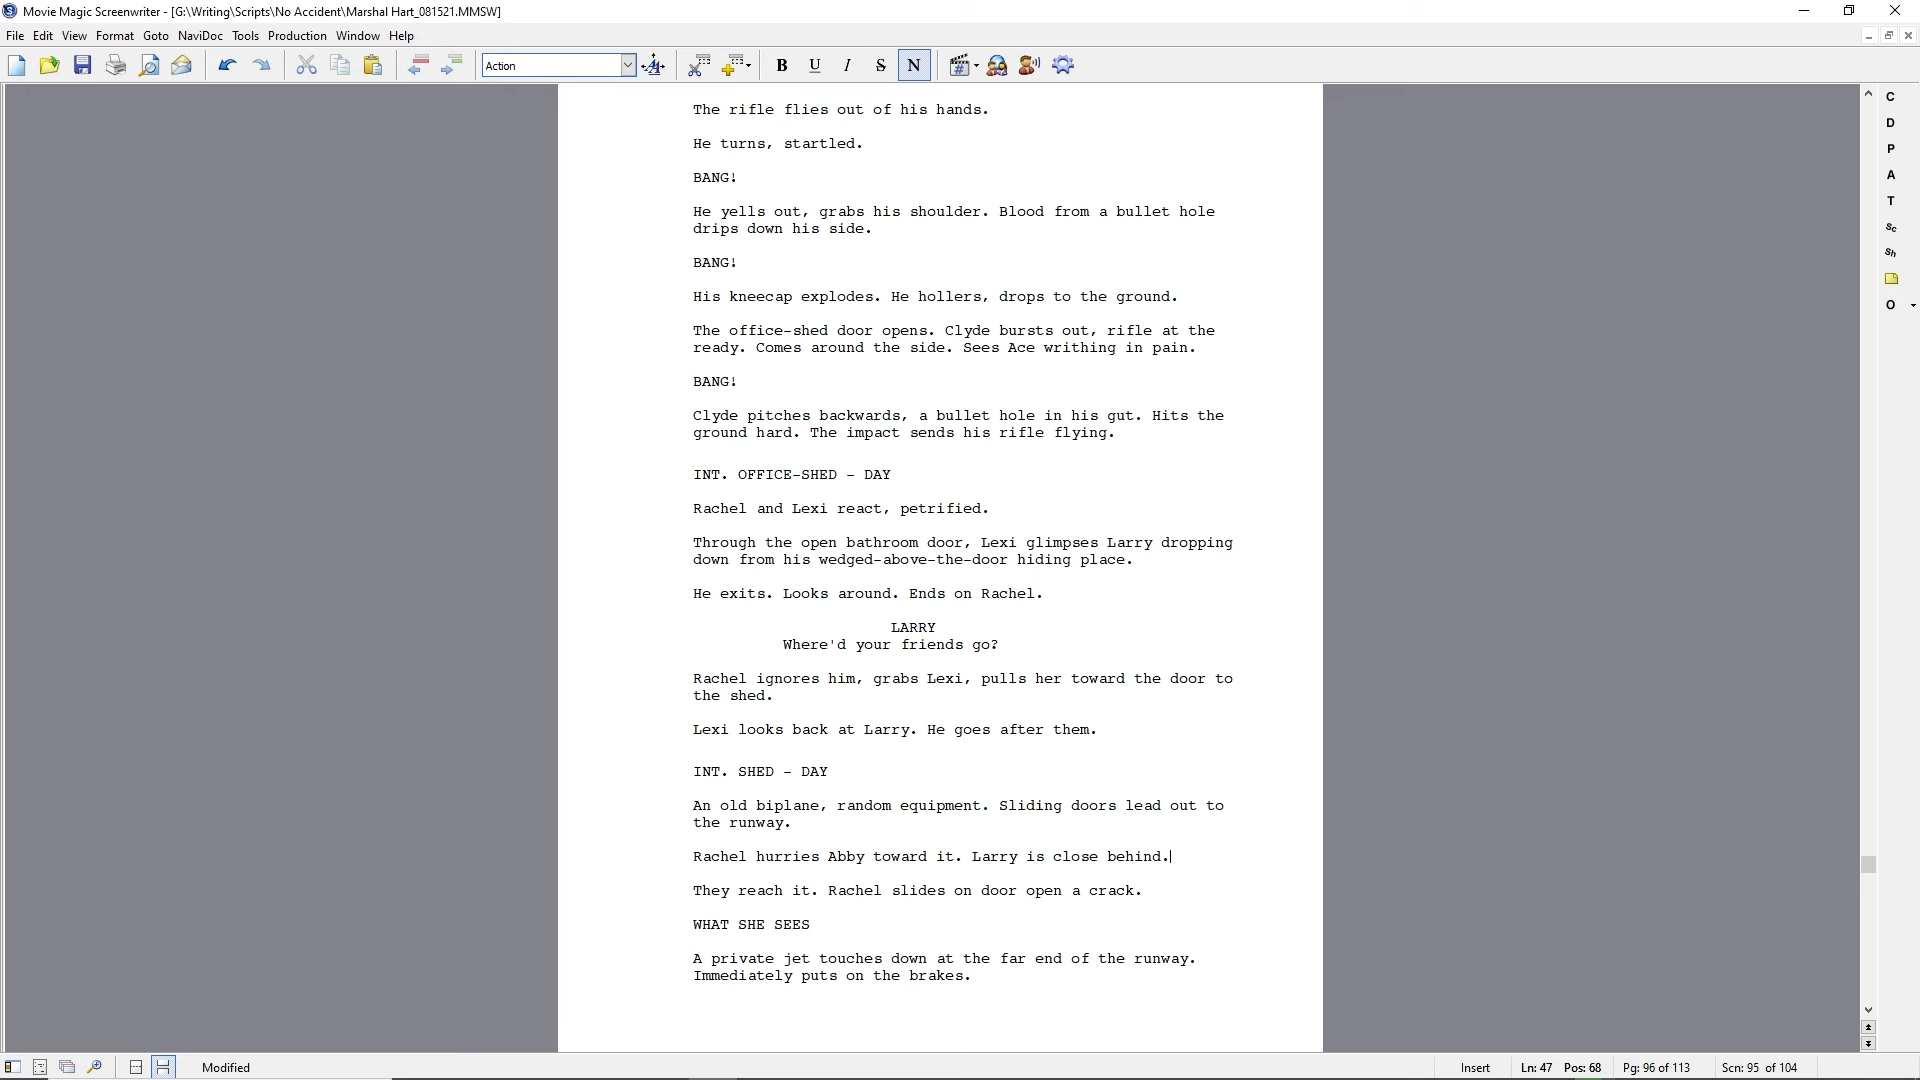 Movie Magic Screenwriter - [G:\Writing\Scripts\No Accident\Marshal Hart_081521.MMSW]
File Edit View Format Goto NaviDoc Tools Production Window Help
Action B U I S N
C
D
P
A
T
Sc
Sh
O
The rifle flies out of his hands.
He turns, startled.
BANG!
He yells out, grabs his shoulder. Blood from a bullet hole
drips down his side.
BANG!
His kneecap explodes. He hollers, drops to the ground.
The office-shed door opens. Clyde bursts out, rifle at the
ready. Comes around the side. Sees Ace writhing in pain.
BANG!
Clyde pitches backwards, a bullet hole in his gut. Hits the
ground hard. The impact sends his rifle flying.
INT. OFFICE-SHED - DAY
Rachel and Lexi react, petrified.
Through the open bathroom door, Lexi glimpses Larry dropping
down from his wedged-above-the-door hiding place.
He exits. Looks around. Ends on Rachel.
LARRY
Where'd your friends go?
Rachel ignores him, grabs Lexi, pulls her toward the door to
the shed.
Lexi looks back at Larry. He goes after them.
INT. SHED - DAY
An old biplane, random equipment. Sliding doors lead out to
the runway.
Rachel hurries Abby toward it. Larry is close behind.
They reach it. Rachel slides on door open a crack.
WHAT SHE SEES
A private jet touches down at the far end of the runway.
Immediately puts on the brakes.
Modified Insert Ln: 47 Pos: 68 Pg: 96 of 113 Scn: 95 of 104